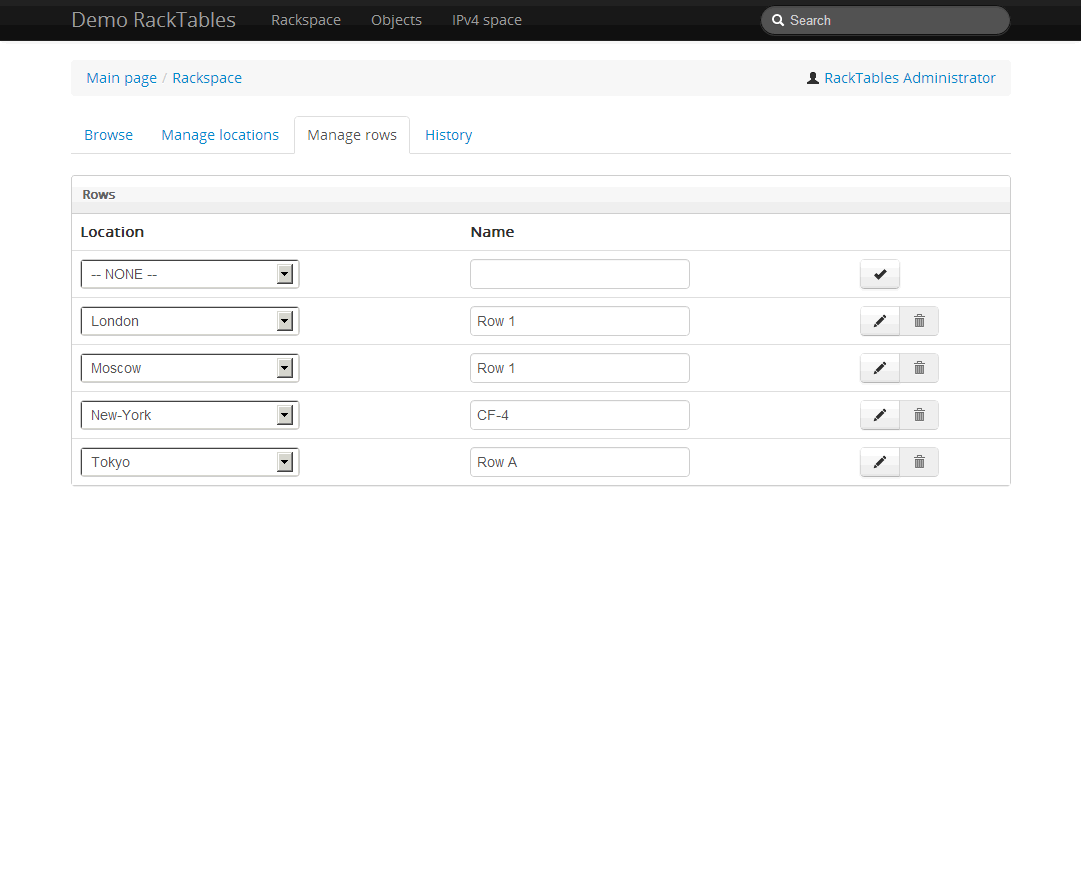 Demo RackTables Rackspace Objects IPv4 space Search
Main page / Rackspace RackTables Administrator
Browse Manage locations Manage rows History
Rows
Location Name
-- NONE --
London Row 1
Moscow Row 1
New-York CF-4
Tokyo Row A